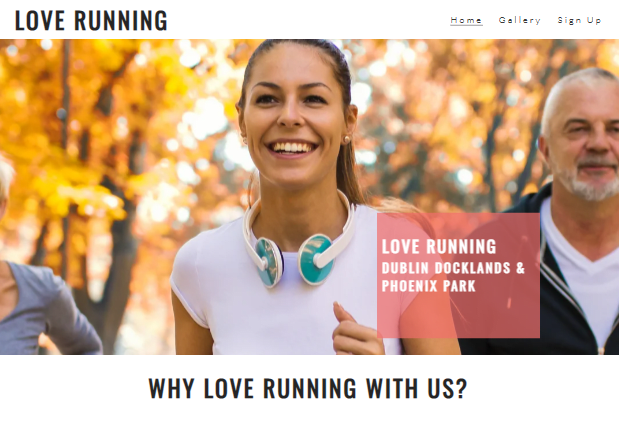 LOVE RUNNING
Home Gallery Sign Up
LOVE RUNNING
DUBLIN DOCKLANDS &
PHOENIX PARK
WHY LOVE RUNNING WITH US?